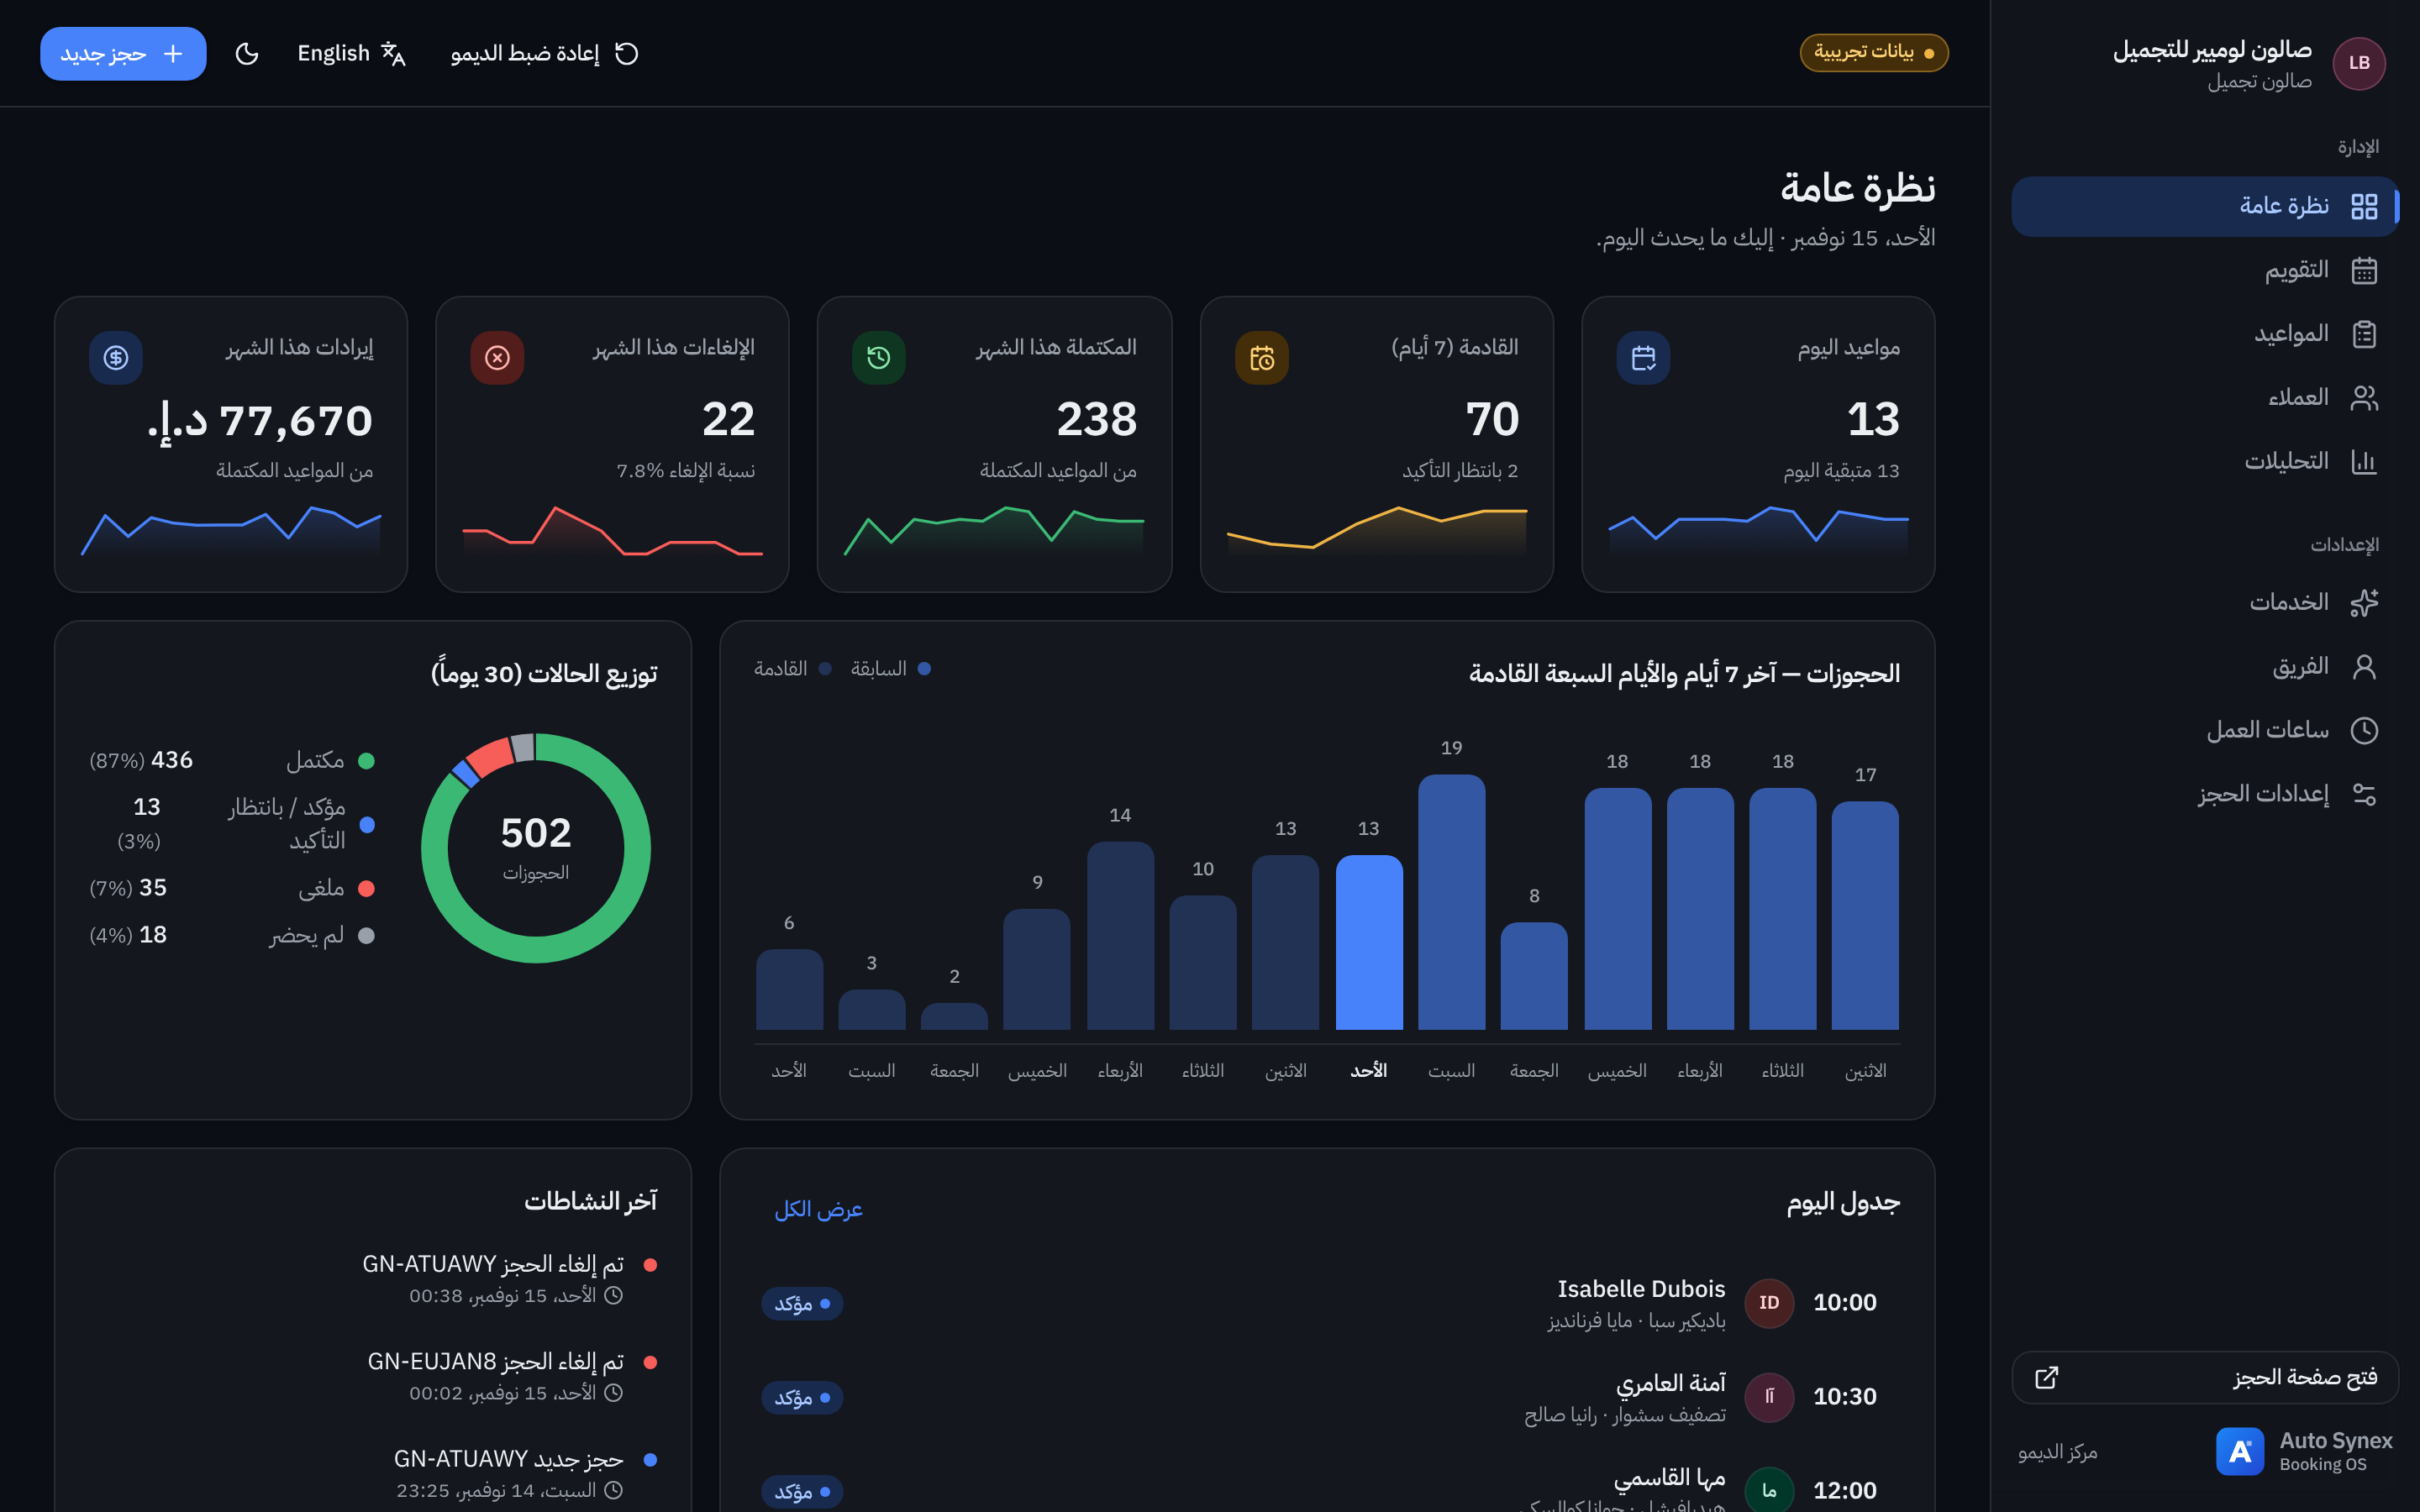 LB
صالون لوميير للتجميل
صالون تجميل
الإدارة
نظرة عامة
التقويم
المواعيد
العملاء
التحليلات
الإعدادات
الخدمات
الفريق
ساعات العمل
إعدادات الحجز
فتح صفحة الحجز
Auto Synex
Booking OS
مركز الديمو
بيانات تجريبية
إعادة ضبط الديمو
English
حجز جديد
نظرة عامة
الأحد، 15 نوفمبر · إليك ما يحدث اليوم.
مواعيد اليوم
13
13 متبقية اليوم
القادمة (7 أيام)
70
2 بانتظار التأكيد
المكتملة هذا الشهر
238
من المواعيد المكتملة
الإلغاءات هذا الشهر
22
نسبة الإلغاء 7.8%
إيرادات هذا الشهر
77,670 د.إ.
من المواعيد المكتملة
الحجوزات — آخر 7 أيام والأيام السبعة القادمة
السابقة
القادمة
17 18 18 18 8 19 13 13 10 14 9 2 3 6
الاثنين الثلاثاء الأربعاء الخميس الجمعة السبت الأحد الاثنين الثلاثاء الأربعاء الخميس الجمعة السبت الأحد
توزيع الحالات (30 يوماً)
502
الحجوزات
مكتمل 436 (87%)
مؤكد / بانتظار التأكيد 13 (3%)
ملغى 35 (7%)
لم يحضر 18 (4%)
جدول اليوم
عرض الكل
10:00
ID
Isabelle Dubois
باديكير سبا · مايا فرنانديز
مؤكد
10:30
آا
آمنة العامري
تصفيف سشوار · رانيا صالح
مؤكد
12:00
ما
مها القاسمي
مؤكد
آخر النشاطات
تم إلغاء الحجز GN-ATUAWY
الأحد، 15 نوفمبر، 00:38
تم إلغاء الحجز GN-EUJAN8
الأحد، 15 نوفمبر، 00:02
حجز جديد GN-ATUAWY
السبت، 14 نوفمبر، 23:25